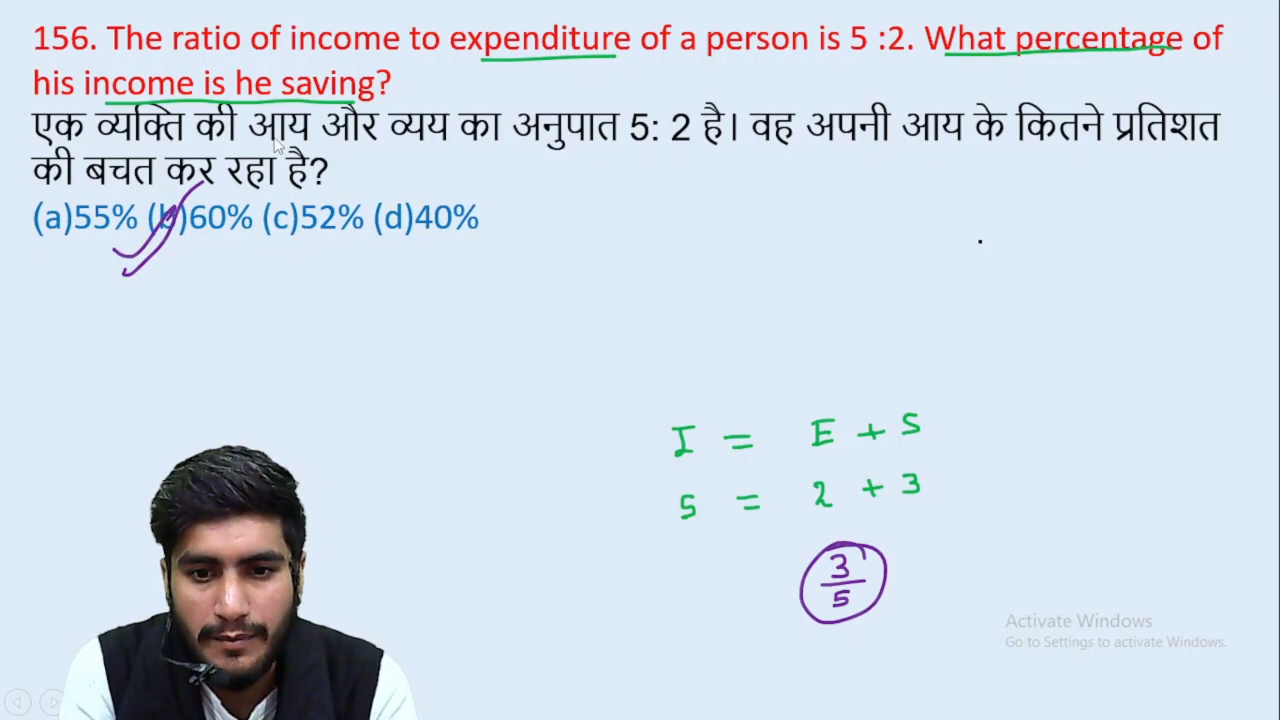 156. The ratio of income to expenditure of a person is 5 :2. What percentage of
his income is he saving?
एक व्यक्ति की आय और व्यय का अनुपात 5: 2 है। वह अपनी आय के कितने प्रतिशत
की बचत कर रहा है?
(a)55% (b)60% (c)52% (d)40%
I = E + S
5 = 2 + 3
3
5
Activate Windows
Go to Settings to activate Windows.